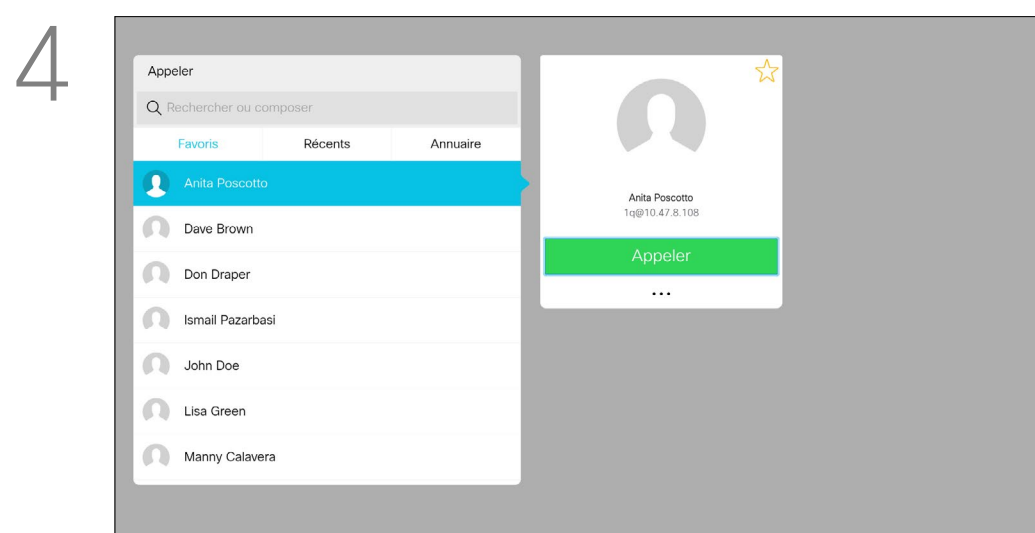 4
Appeler
Rechercher ou composer
Favoris Récents Annuaire
Anita Poscotto
Dave Brown
Don Draper
Ismail Pazarbasi
John Doe
Lisa Green
Manny Calavera
Anita Poscotto
1q@10.47.8.108
Appeler
...